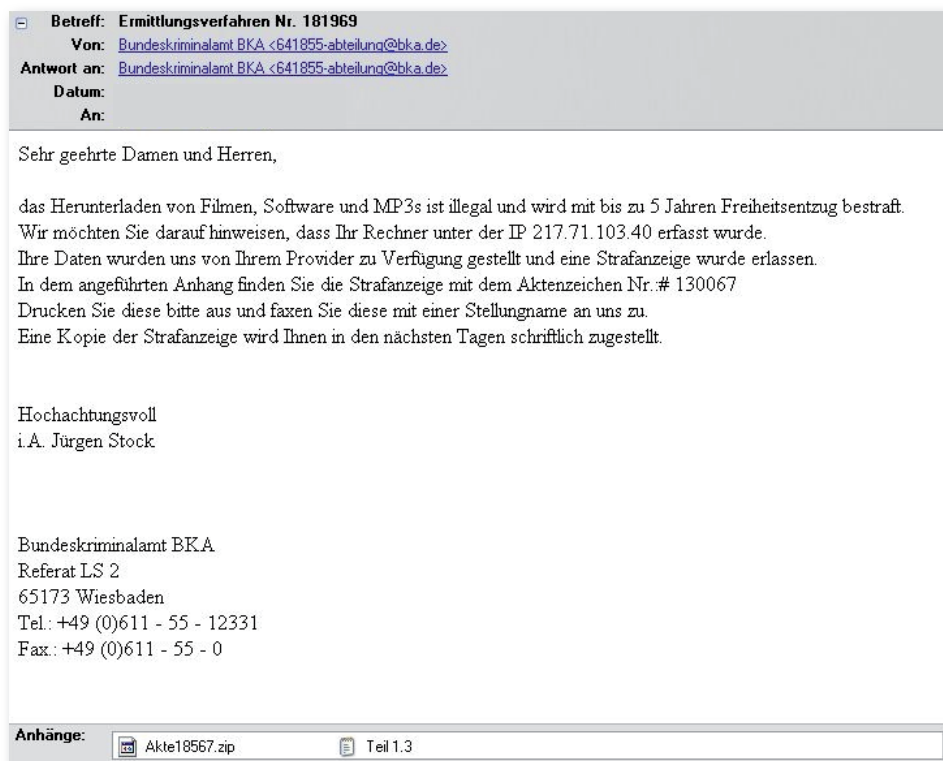 Betreff: Ermittlungsverfahren Nr. 181969
Von: Bundeskriminalamt BKA <641855-abteilung@bka.de>
Antwort an: Bundeskriminalamt BKA <641855-abteilung@bka.de>
Datum:
An:
Sehr geehrte Damen und Herren,
das Herunterladen von Filmen, Software und MP3s ist illegal und wird mit bis zu 5 Jahren Freiheitsentzug bestraft.
Wir möchten Sie darauf hinweisen, dass Ihr Rechner unter der IP 217.71.103.40 erfasst wurde.
Ihre Daten wurden uns von Ihrem Provider zu Verfügung gestellt und eine Strafanzeige wurde erlassen.
In dem angeführten Anhang finden Sie die Strafanzeige mit dem Aktenzeichen Nr.:# 130067
Drucken Sie diese bitte aus und faxen Sie diese mit einer Stellungname an uns zu.
Eine Kopie der Strafanzeige wird Ihnen in den nächsten Tagen schriftlich zugestellt.
Hochachtungsvoll
i.A. Jürgen Stock
Bundeskriminalamt BKA
Referat LS 2
65173 Wiesbaden
Tel.: +49 (0)611 - 55 - 12331
Fax.: +49 (0)611 - 55 - 0
Anhänge: Akte18567.zip Teil 1.3